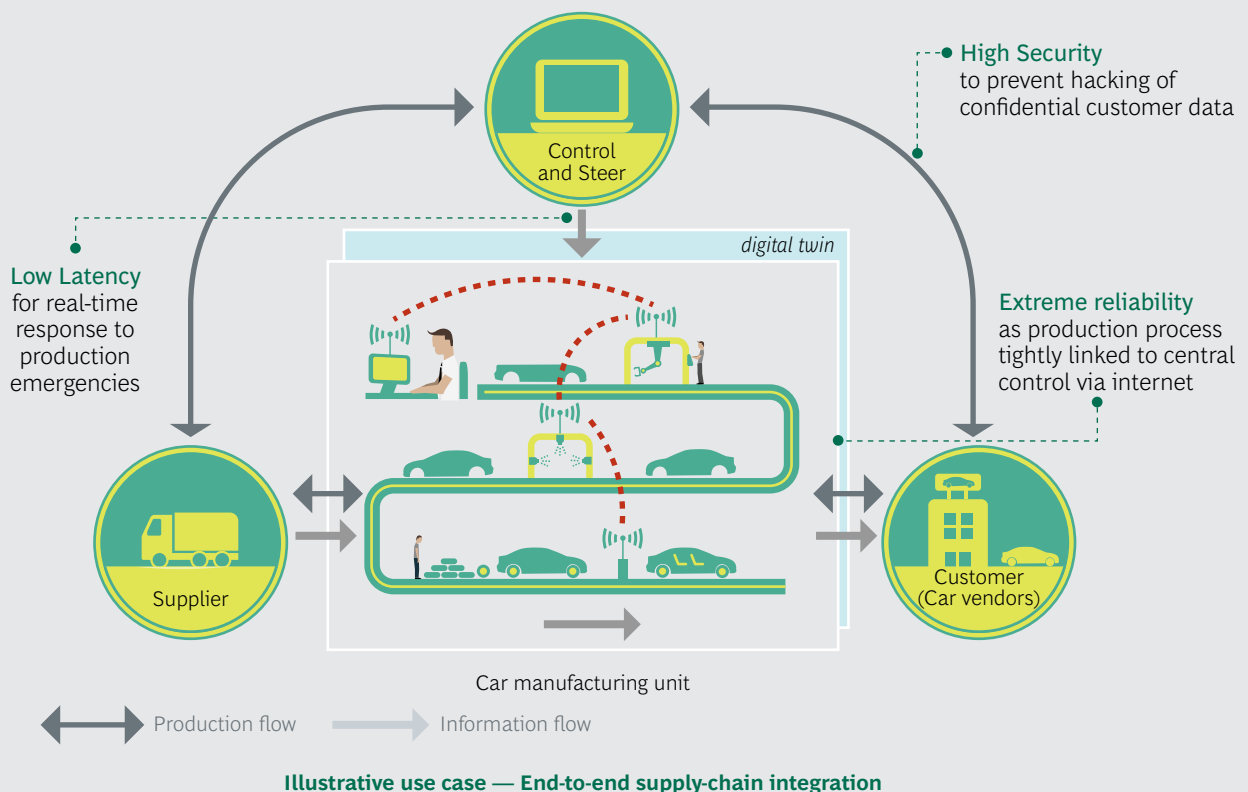 High Security
to prevent hacking of
confidential customer data
Control
and Steer
digital twin
Low Latency
for real-time
response to
production
emergencies
Extreme reliability
as production process
tightly linked to central
control via internet
Supplier
Customer
(Car vendors)
Car manufacturing unit
Production flow
Information flow
Illustrative use case — End-to-end supply-chain integration